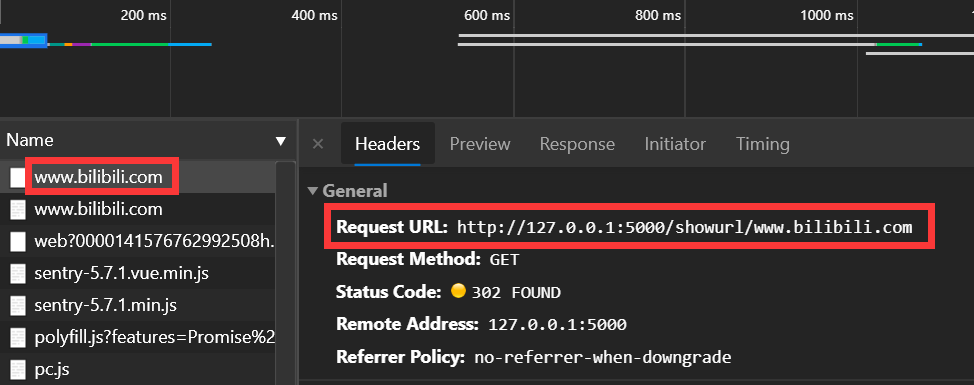 200 ms 400 ms 600 ms 800 ms 1000 ms
Name ▼
www.bilibili.com
www.bilibili.com
web?0000141576762992508h.
sentry-5.7.1.vue.min.js
sentry-5.7.1.min.js
polyfill.js?features=Promise%2
pc.js
× Headers Preview Response Initiator Timing
▼ General
Request URL: http://127.0.0.1:5000/showurl/www.bilibili.com
Request Method: GET
Status Code: 302 FOUND
Remote Address: 127.0.0.1:5000
Referrer Policy: no-referrer-when-downgrade